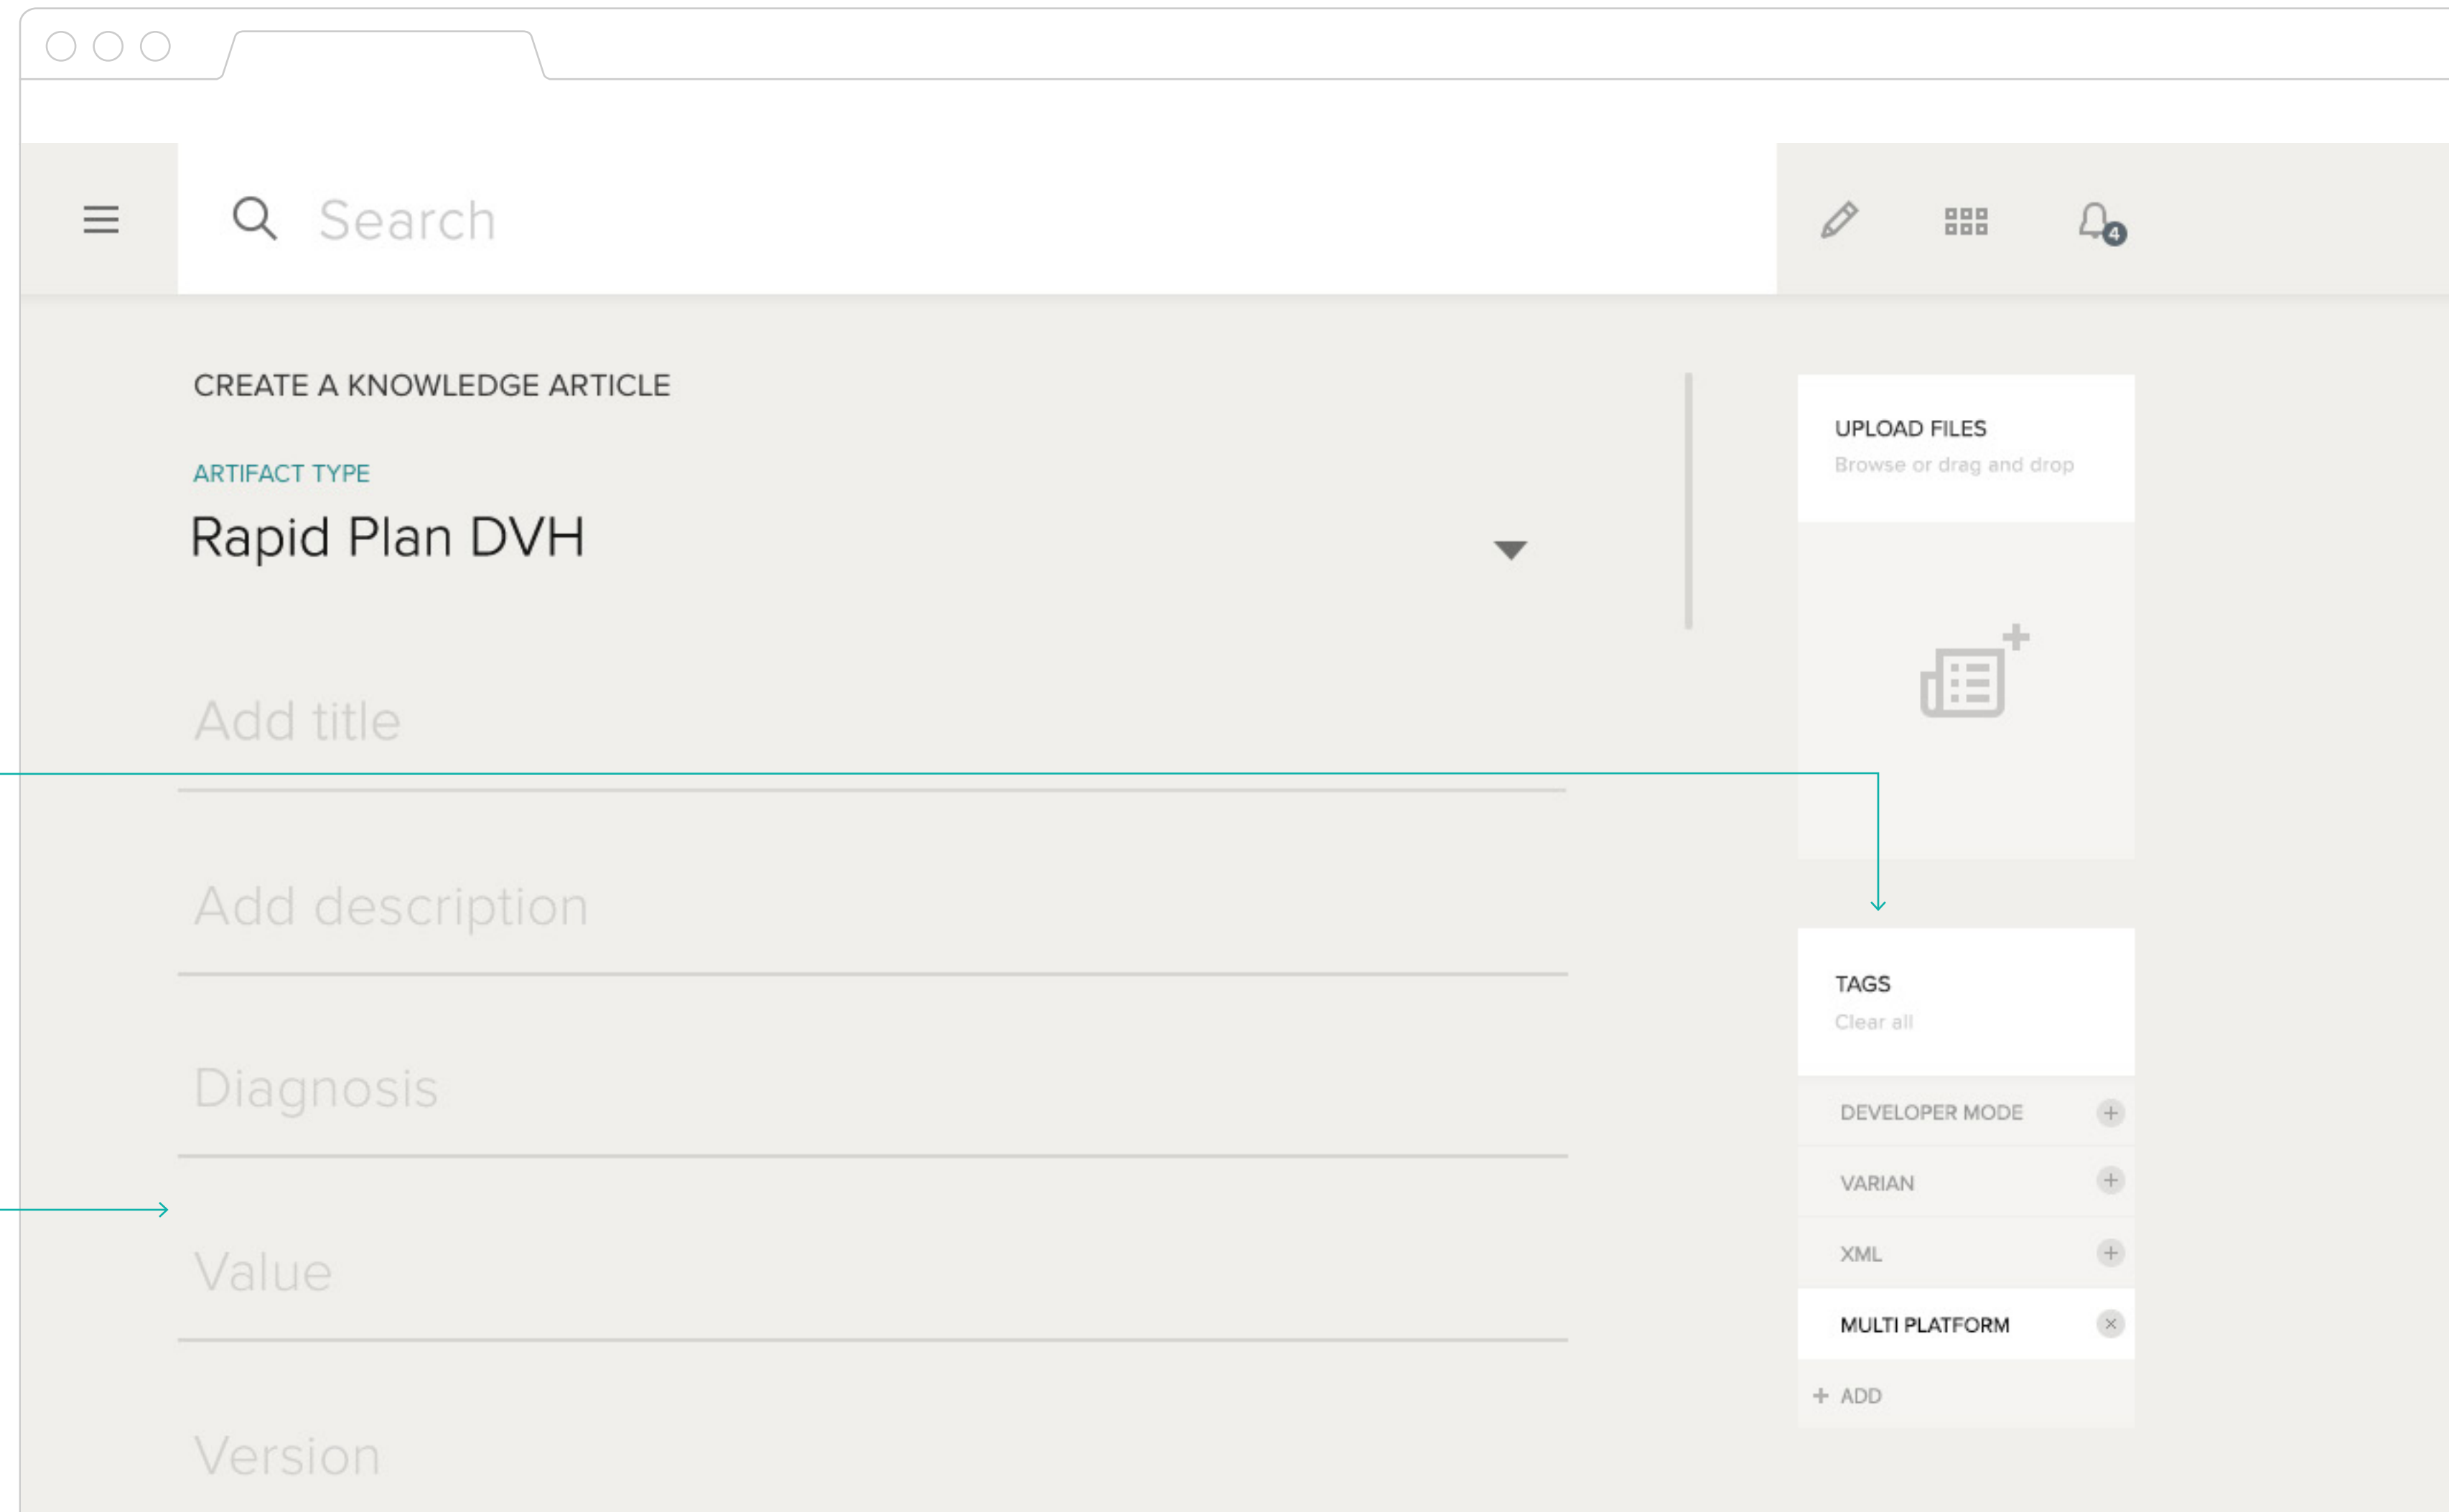 Search
4
CREATE A KNOWLEDGE ARTICLE
ARTIFACT TYPE
Rapid Plan DVH
Add title
Add description
Diagnosis
Value
Version
UPLOAD FILES
Browse or drag and drop
TAGS
Clear all
DEVELOPER MODE
VARIAN
XML
MULTI PLATFORM
+ ADD